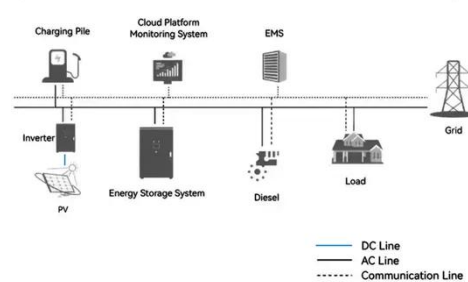 Charging Pile
Cloud Platform
Monitoring System
EMS
Grid
Inverter
PV
Energy Storage System
Diesel
Load
DC Line
AC Line
Communication Line